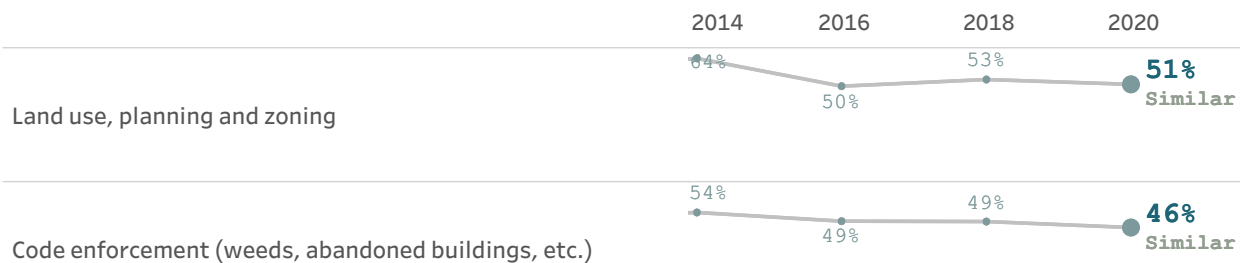 2014 2016 2018 2020
64% 53% 51%
50% Similar
Land use, planning and zoning
54% 49% 46%
49% Similar
Code enforcement (weeds, abandoned buildings, etc.)